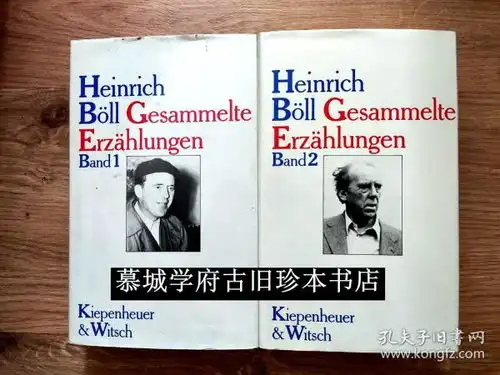 Heinrich
Böll Gesammelte
Erzählungen
Band 1
Kiepenheuer
& Witsch
Heinrich
Böll Gesammelte
Erzählungen
Band 2
Kiepenheuer
& Witsch
慕城学府古旧珍本书店
孔夫子旧书网
www.kongfz.com